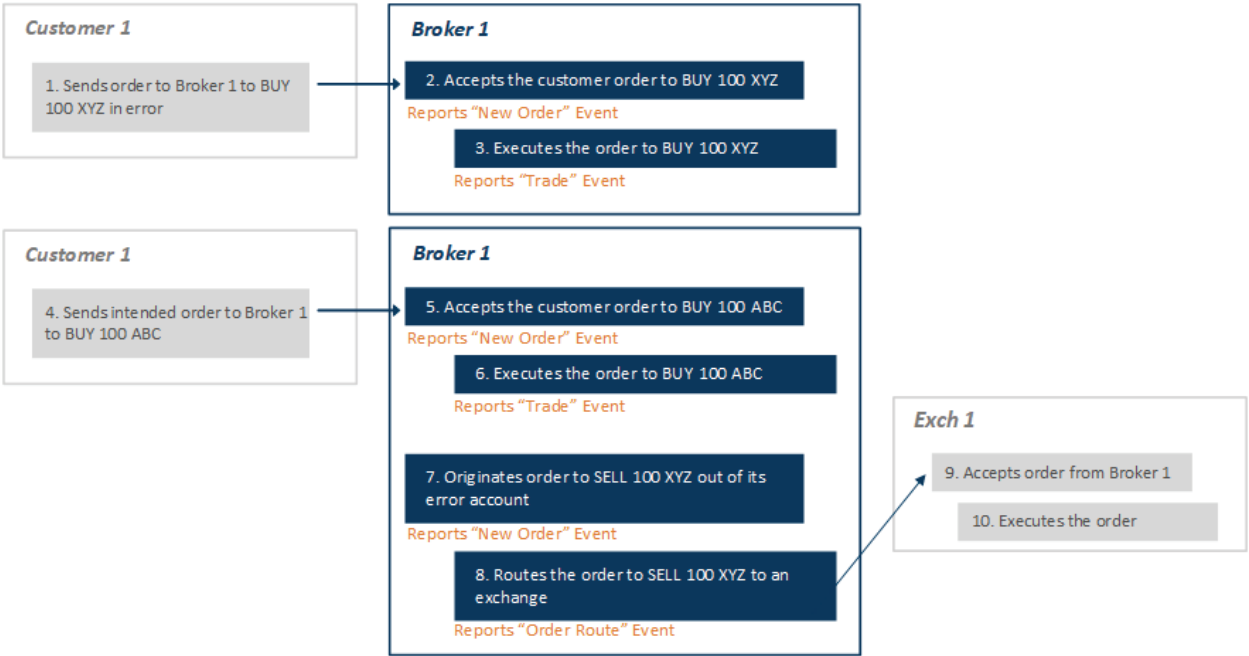 Customer 1
1. Sends order to Broker 1 to BUY
100 XYZ in error
Broker 1
2. Accepts the customer order to BUY 100 XYZ
Reports “New Order” Event
3. Executes the order to BUY 100 XYZ
Reports “Trade” Event
Customer 1
4. Sends intended order to Broker 1
to BUY 100 ABC
Broker 1
5. Accepts the customer order to BUY 100 ABC
Reports “New Order” Event
6. Executes the order to BUY 100 ABC
Reports “Trade” Event
7. Originates order to SELL 100 XYZ out of its
error account
Reports “New Order” Event
8. Routes the order to SELL 100 XYZ to an
exchange
Reports “Order Route” Event
Exch 1
9. Accepts order from Broker 1
10. Executes the order